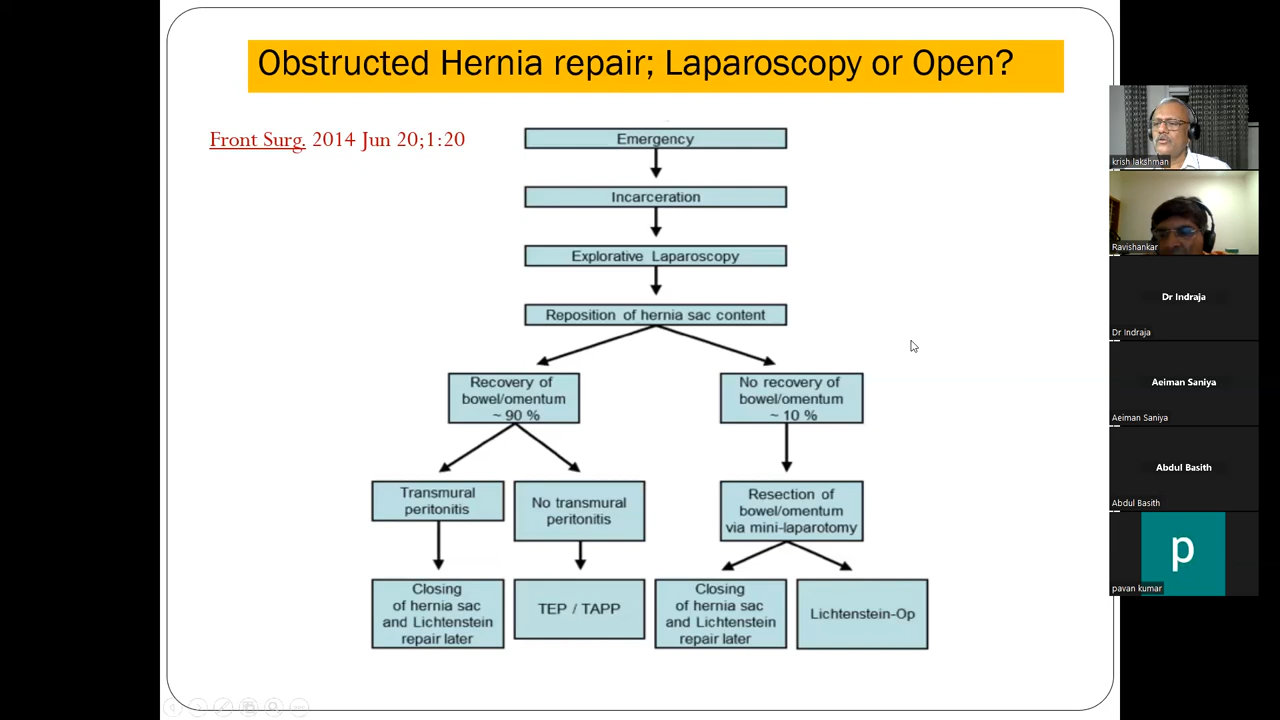 Obstructed Hernia repair; Laparoscopy or Open?
Front Surg. 2014 Jun 20;1:20
Emergency
Incarceration
Explorative Laparoscopy
Reposition of hernia sac content
Recovery of
bowel/omentum
~ 90 %
No recovery of
bowel/omentum
~ 10 %
Transmural
peritonitis
No transmural
peritonitis
Resection of
bowel/omentum
via mini-laparotomy
Closing
of hernia sac
and Lichtenstein
repair later
TEP / TAPP
Closing
of hernia sac
and Lichtenstein
repair later
Lichtenstein-Op
krish lakshman
Ravishankar
Dr Indraja
Dr Indraja
Aeiman Saniya
Aeiman Saniya
Abdul Basith
Abdul Basith
p
pavan kumar